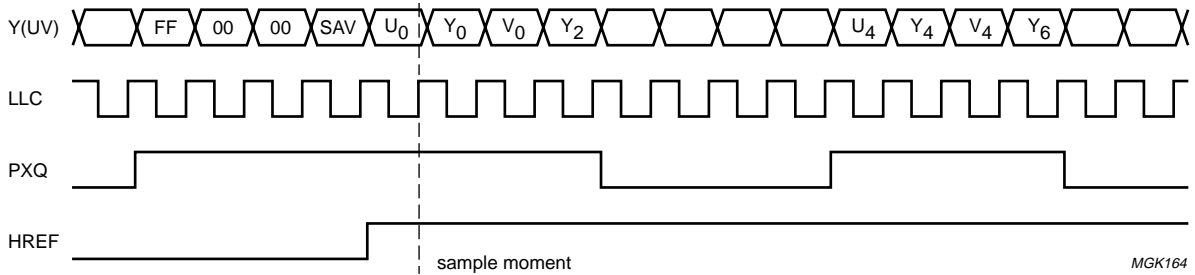 Y(UV) FF 00 00 SAV U0 Y0 V0 Y2 U4 Y4 V4 Y6
LLC
PXQ
HREF
sample moment MGK164